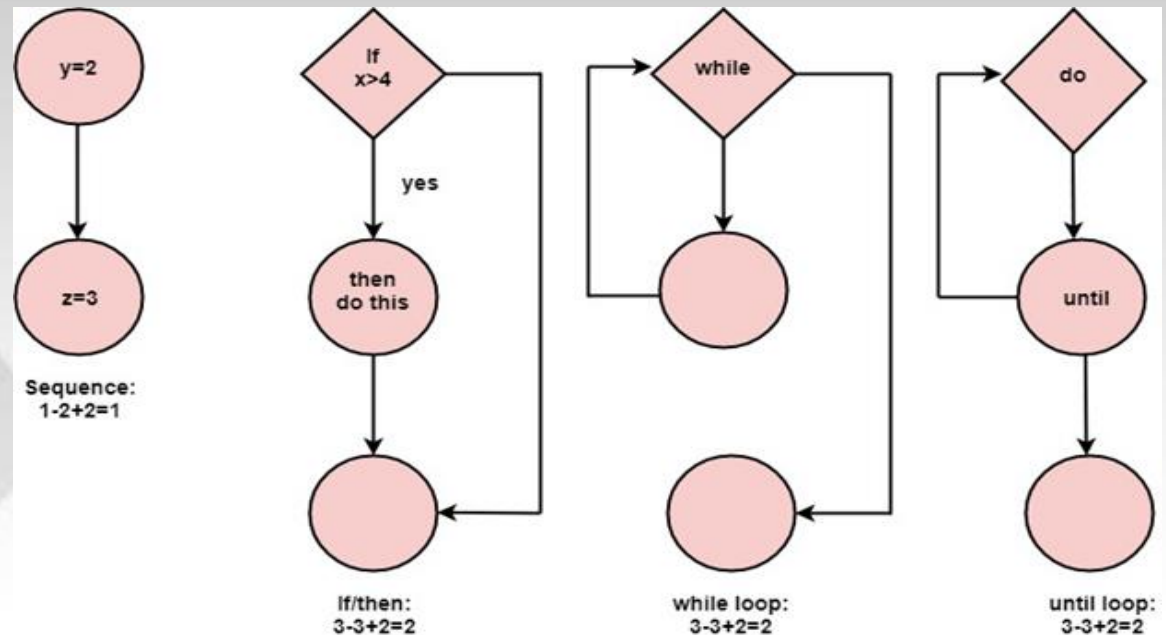 y=2
z=3
Sequence:
1-2+2=1
If
x>4
yes
then
do this
If/then:
3-3+2=2
while
while loop:
3-3+2=2
do
until
until loop:
3-3+2=2